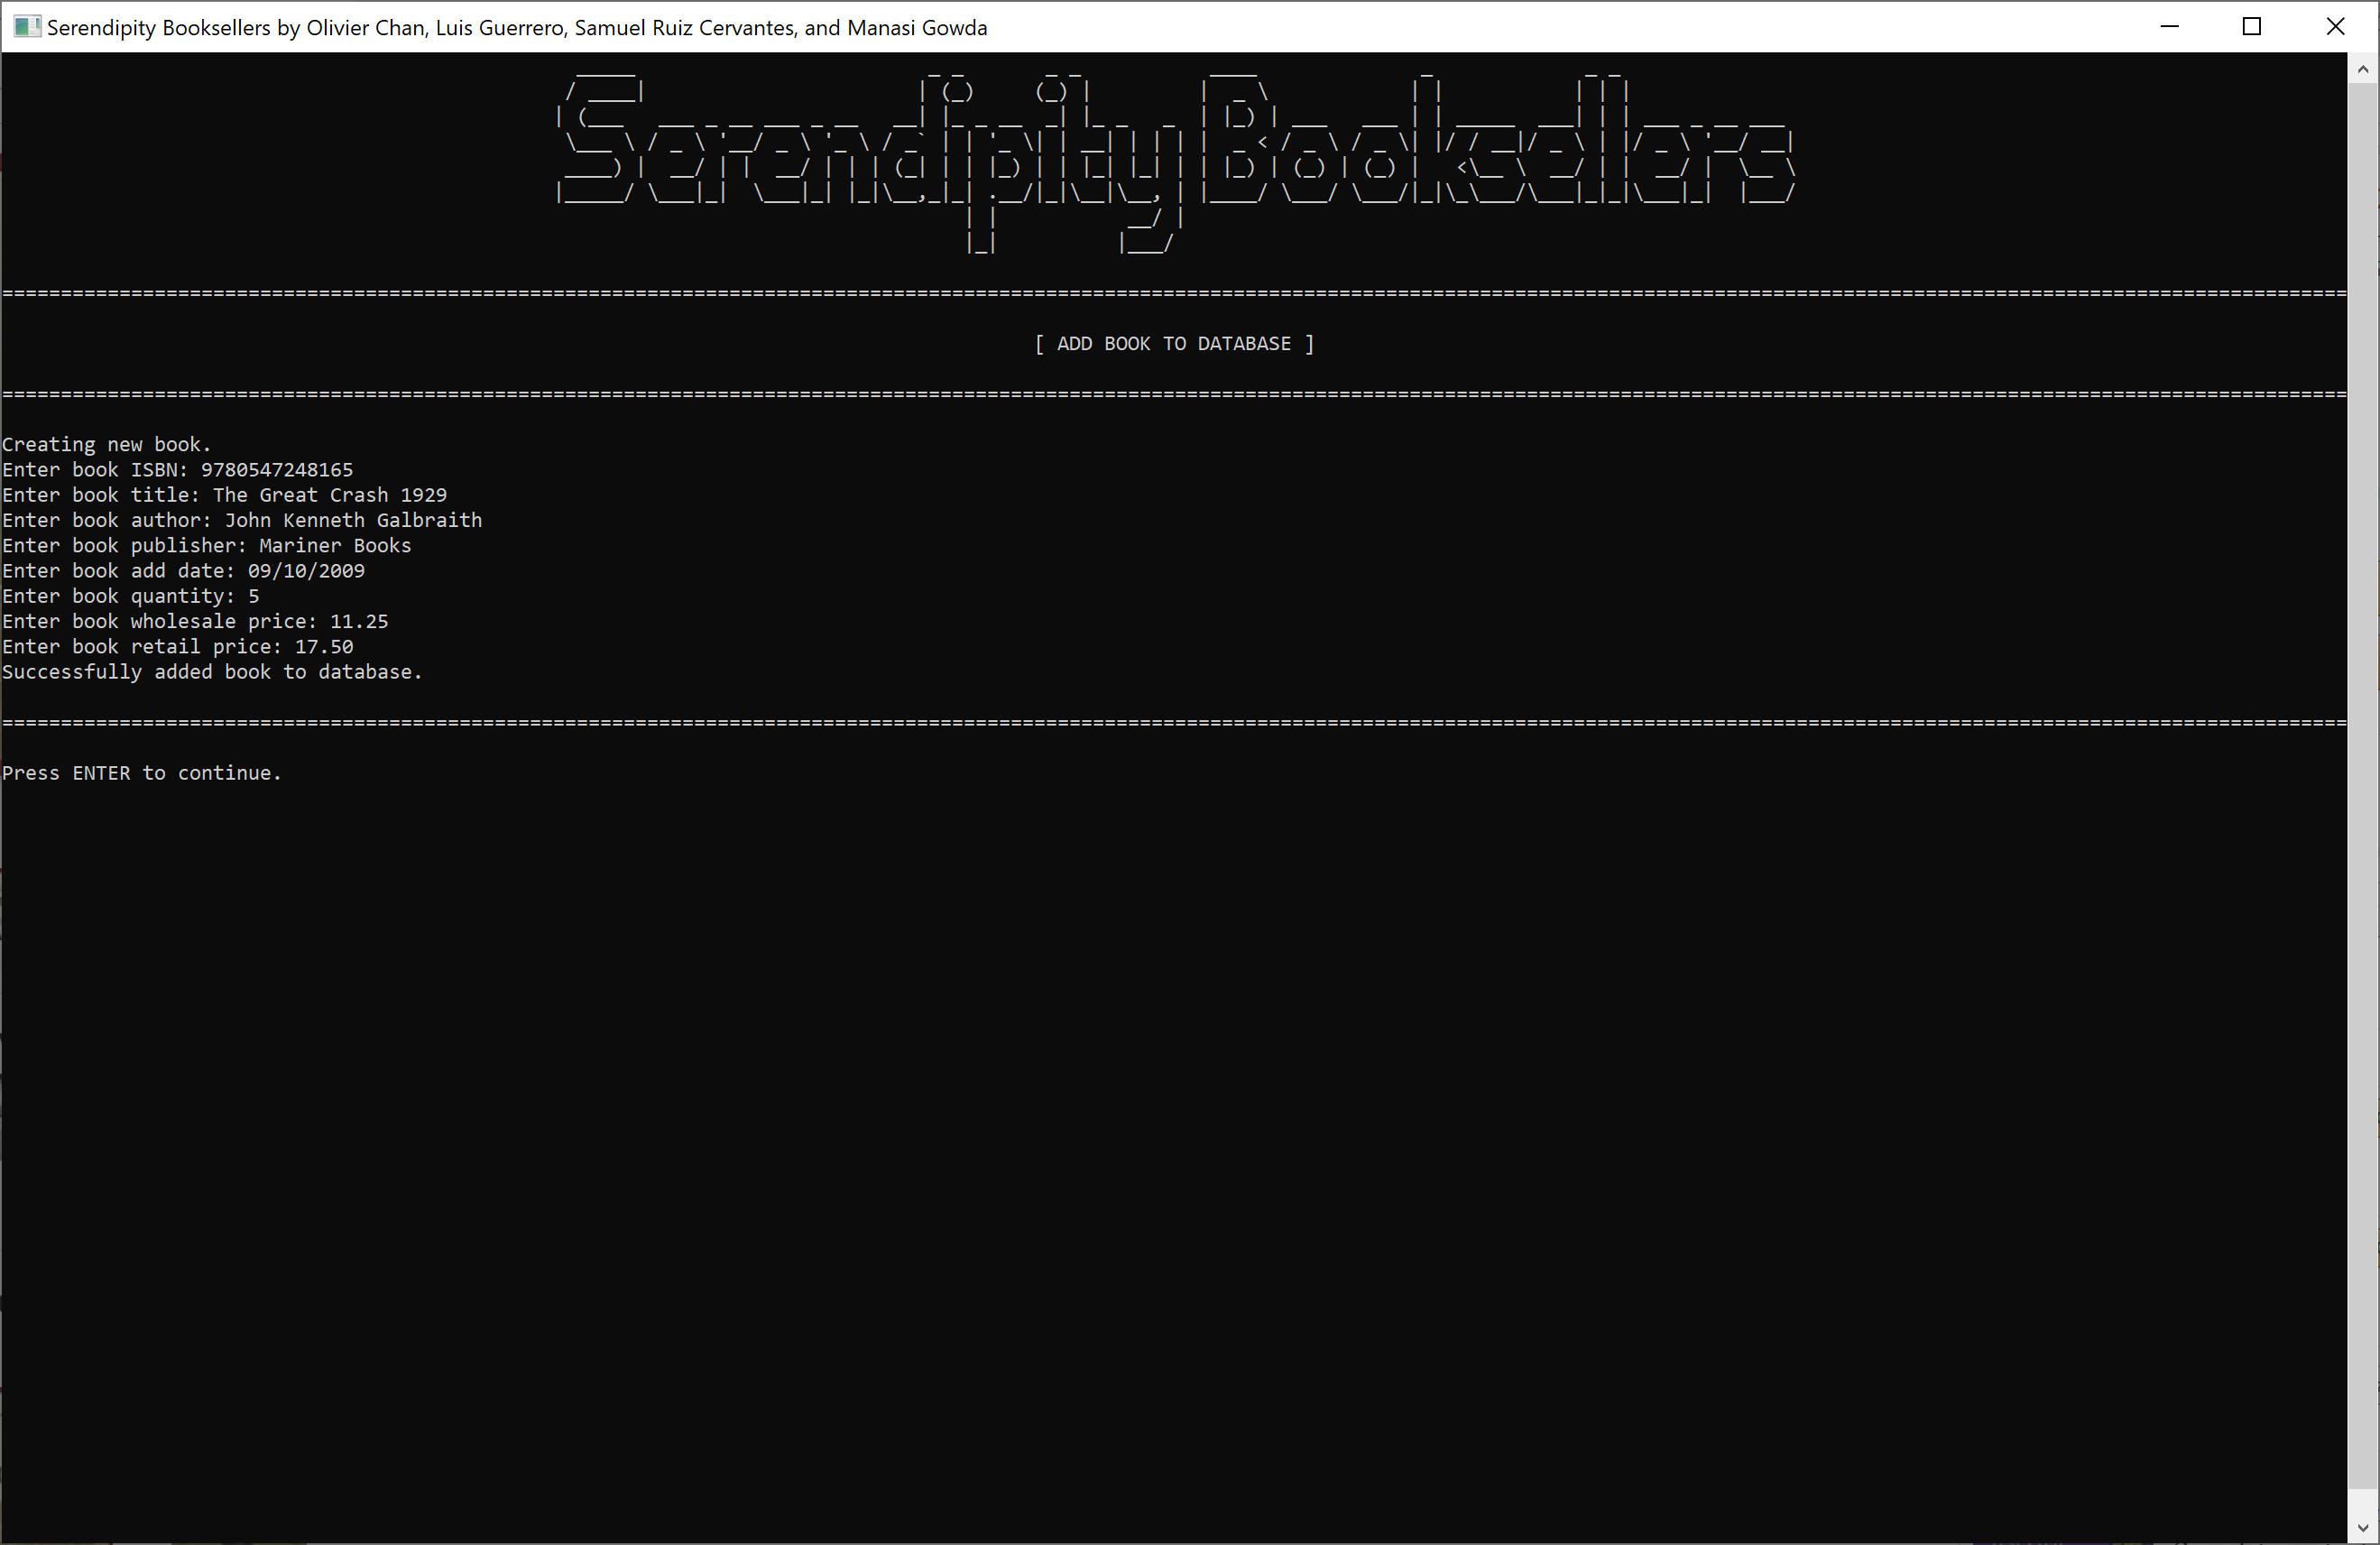 Serendipity Booksellers by Olivier Chan, Luis Guerrero, Samuel Ruiz Cervantes, and Manasi Gowda
Serendipity Booksellers
[ ADD BOOK TO DATABASE ]
Creating new book.
Enter book ISBN: 9780547248165
Enter book title: The Great Crash 1929
Enter book author: John Kenneth Galbraith
Enter book publisher: Mariner Books
Enter book add date: 09/10/2009
Enter book quantity: 5
Enter book wholesale price: 11.25
Enter book retail price: 17.50
Successfully added book to database.
Press ENTER to continue.